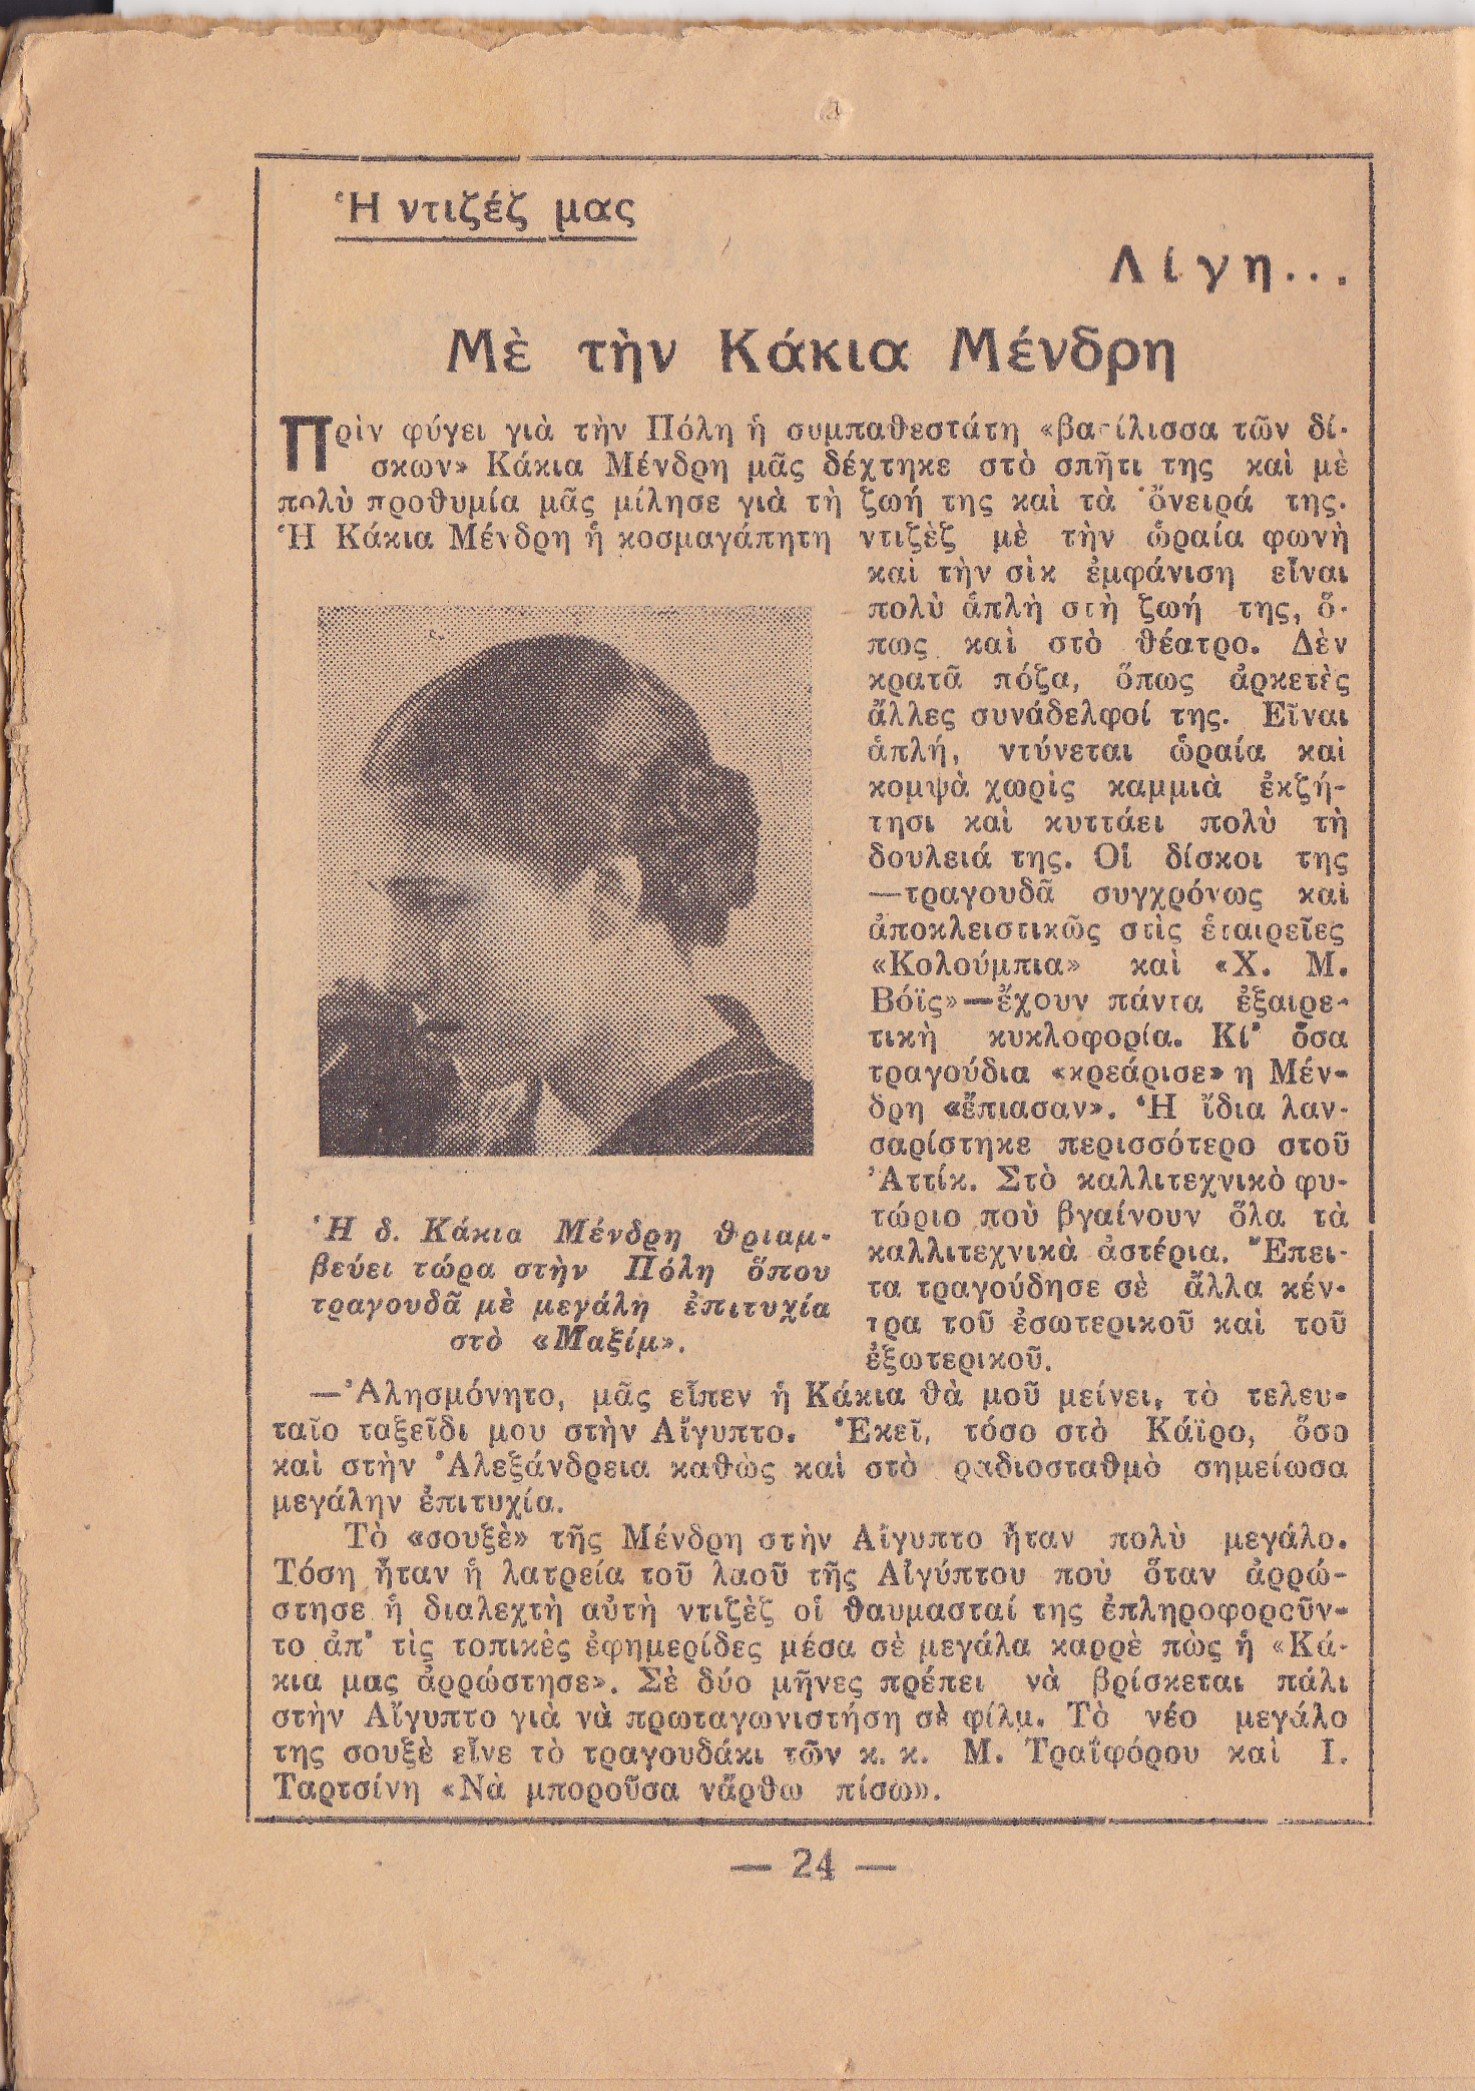 Ἡ ντιζέζ μας
Λίγη...
Μὲ τὴν Κάκια Μένδρη
Πρὶν φύγει γιὰ τὴν Πόλη ἡ συμπαθεστάτη «βασίλισσα τῶν δί-
σκων» Κάκια Μένδρη μᾶς δέχτηκε στὸ σπῆτι της καὶ μὲ
πολὺ προθυμία μᾶς μίλησε γιὰ τὴ ζωή της καὶ τὰ ὄνειρά της.
Ἡ Κάκια Μένδρη ἡ κοσμαγάπητη ντιζὲζ μὲ τὴν ὡραία φωνὴ
καὶ τὴν σὶκ ἐμφάνιση εἶναι
πολὺ ἁπλὴ στὴ ζωή της, ὅ-
πως καὶ στὸ θέατρο. Δὲν
κρατᾶ πόζα, ὅπως ἀρκετὲς
ἄλλες συνάδελφοί της. Εἶναι
ἁπλή, ντύνεται ὡραία καὶ
κομψὰ χωρὶς καμμιὰ ἐκζή-
τησι καὶ κυττάει πολὺ τὴ
δουλειά της. Οἱ δίσκοι της
—τραγουδᾶ συγχρόνως καὶ
ἀποκλειστικῶς στὶς ἑταιρεῖες
«Κολούμπια» καὶ «Χ. Μ.
Βόϊς»—ἔχουν πάντα ἐξαιρε-
τικὴ κυκλοφορία. Κι' ὅσα
τραγούδια «κρεάρισε» η Μέν-
δρη «ἔπιασαν». Ἡ ἴδια λαν-
σαρίστηκε περισσότερο στοῦ
Ἀττίκ. Στὸ καλλιτεχνικὸ φυ-
τώριο ποὺ βγαίνουν ὅλα τὰ
καλλιτεχνικὰ ἀστέρια. Ἔπει-
τα τραγούδησε σὲ ἄλλα κέν-
τρα τοῦ ἐσωτερικοῦ καὶ τοῦ
ἐξωτερικοῦ.
Ἡ δ. Κάκια Μένδρη θριαμ-
βεύει τώρα στὴν Πόλη ὅπου
τραγουδᾶ μὲ μεγάλη ἐπιτυχία
στὸ «Μαξίμ».
—Ἀλησμόνητο, μᾶς εἶπεν ἡ Κάκια θὰ μοῦ μείνει, τὸ τελευ-
ταῖο ταξεῖδι μου στὴν Αἴγυπτο. Ἐκεῖ, τόσο στὸ Κάϊρο, ὅσο
καὶ στὴν Ἀλεξάνδρεια καθὼς καὶ στὸ ραδιοσταθμὸ σημείωσα
μεγάλην ἐπιτυχία.
Τὸ «σουξὲ» τῆς Μένδρη στὴν Αἴγυπτο ἦταν πολὺ μεγάλο.
Τόση ἦταν ἡ λατρεία τοῦ λαοῦ τῆς Αἰγύπτου ποὺ ὅταν ἀρρώ-
στησε ἡ διαλεχτὴ αὐτὴ ντιζὲζ οἱ θαυμασταί της ἐπληροφοροῦν-
το ἀπ' τὶς τοπικὲς ἐφημερίδες μέσα σὲ μεγάλα καρρὲ πὼς ἡ «Κά-
κια μας ἀρρώστησε». Σὲ δύο μῆνες πρέπει νὰ βρίσκεται πάλι
στὴν Αἴγυπτο γιὰ νὰ πρωταγωνιστήση σὲ φίλμ. Τὸ νέο μεγάλο
της σουξὲ εἶνε τὸ τραγουδάκι τῶν κ. κ. Μ. Τραΐφόρου καὶ Ι.
Ταρτσίνη «Νὰ μποροῦσα νἄρθω πίσω».
— 24 —